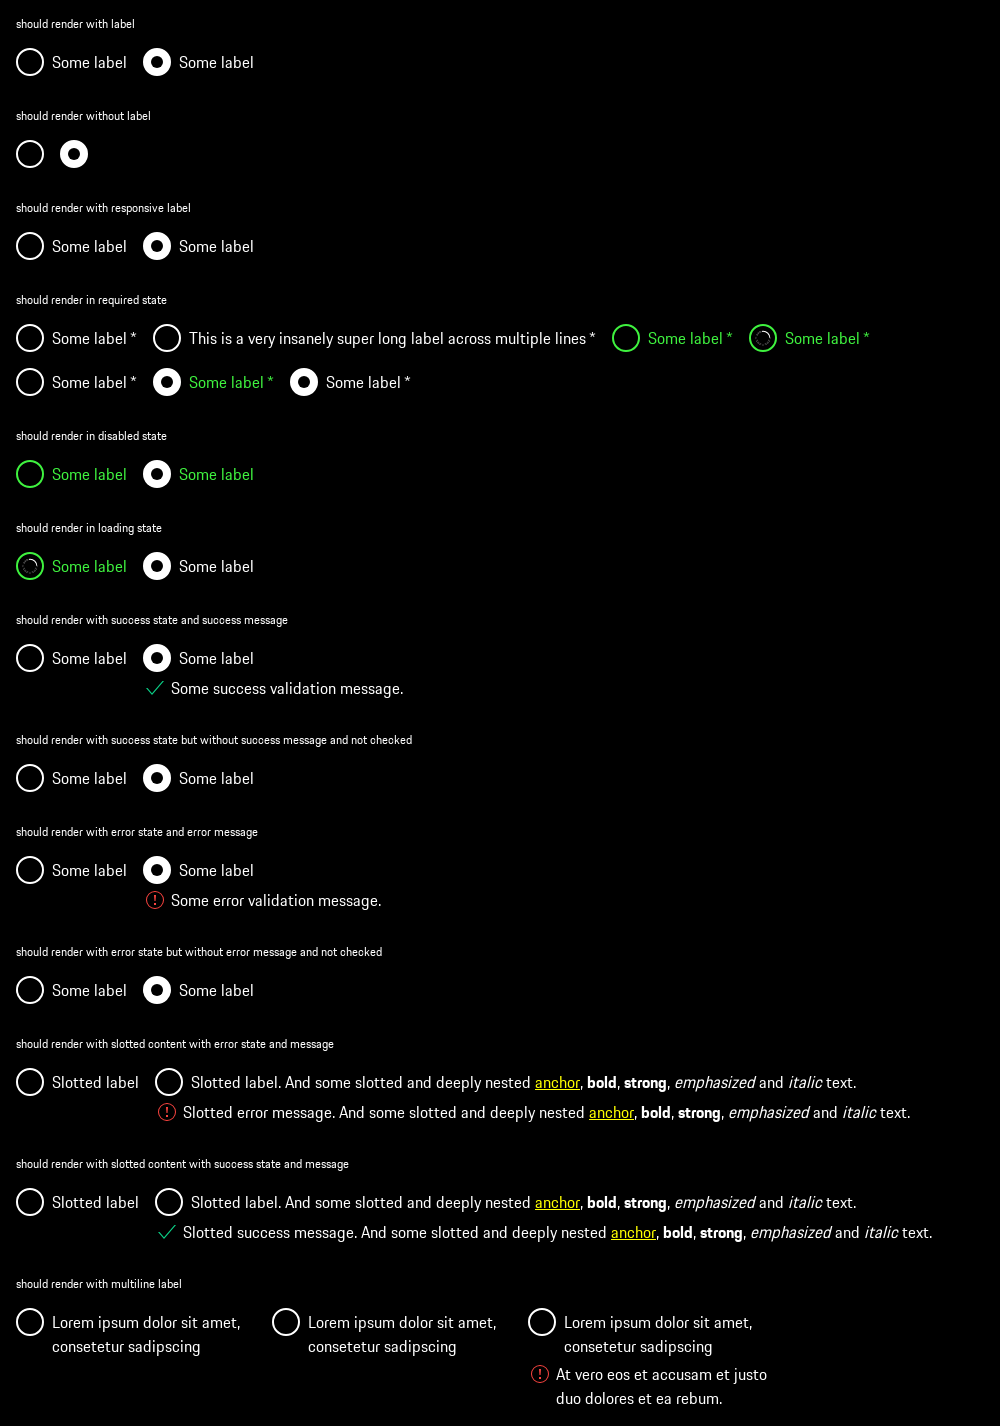 should render with label
Some label Some label
should render without label
should render with responsive label
Some label Some label
should render in required state
Some label * This is a very insanely super long label across multiple lines * Some label * Some label *
Some label * Some label * Some label *
should render in disabled state
Some label Some label
should render in loading state
Some label Some label
should render with success state and success message
Some label Some label
Some success validation message.
should render with success state but without success message and not checked
Some label Some label
should render with error state and error message
Some label Some label
Some error validation message.
should render with error state but without error message and not checked
Some label Some label
should render with slotted content with error state and message
Slotted label Slotted label. And some slotted and deeply nested anchor, bold, strong, emphasized and italic text.
Slotted error message. And some slotted and deeply nested anchor, bold, strong, emphasized and italic text.
should render with slotted content with success state and message
Slotted label Slotted label. And some slotted and deeply nested anchor, bold, strong, emphasized and italic text.
Slotted success message. And some slotted and deeply nested anchor, bold, strong, emphasized and italic text.
should render with multiline label
Lorem ipsum dolor sit amet,
consetetur sadipscing
Lorem ipsum dolor sit amet,
consetetur sadipscing
Lorem ipsum dolor sit amet,
consetetur sadipscing
At vero eos et accusam et justo
duo dolores et ea rebum.